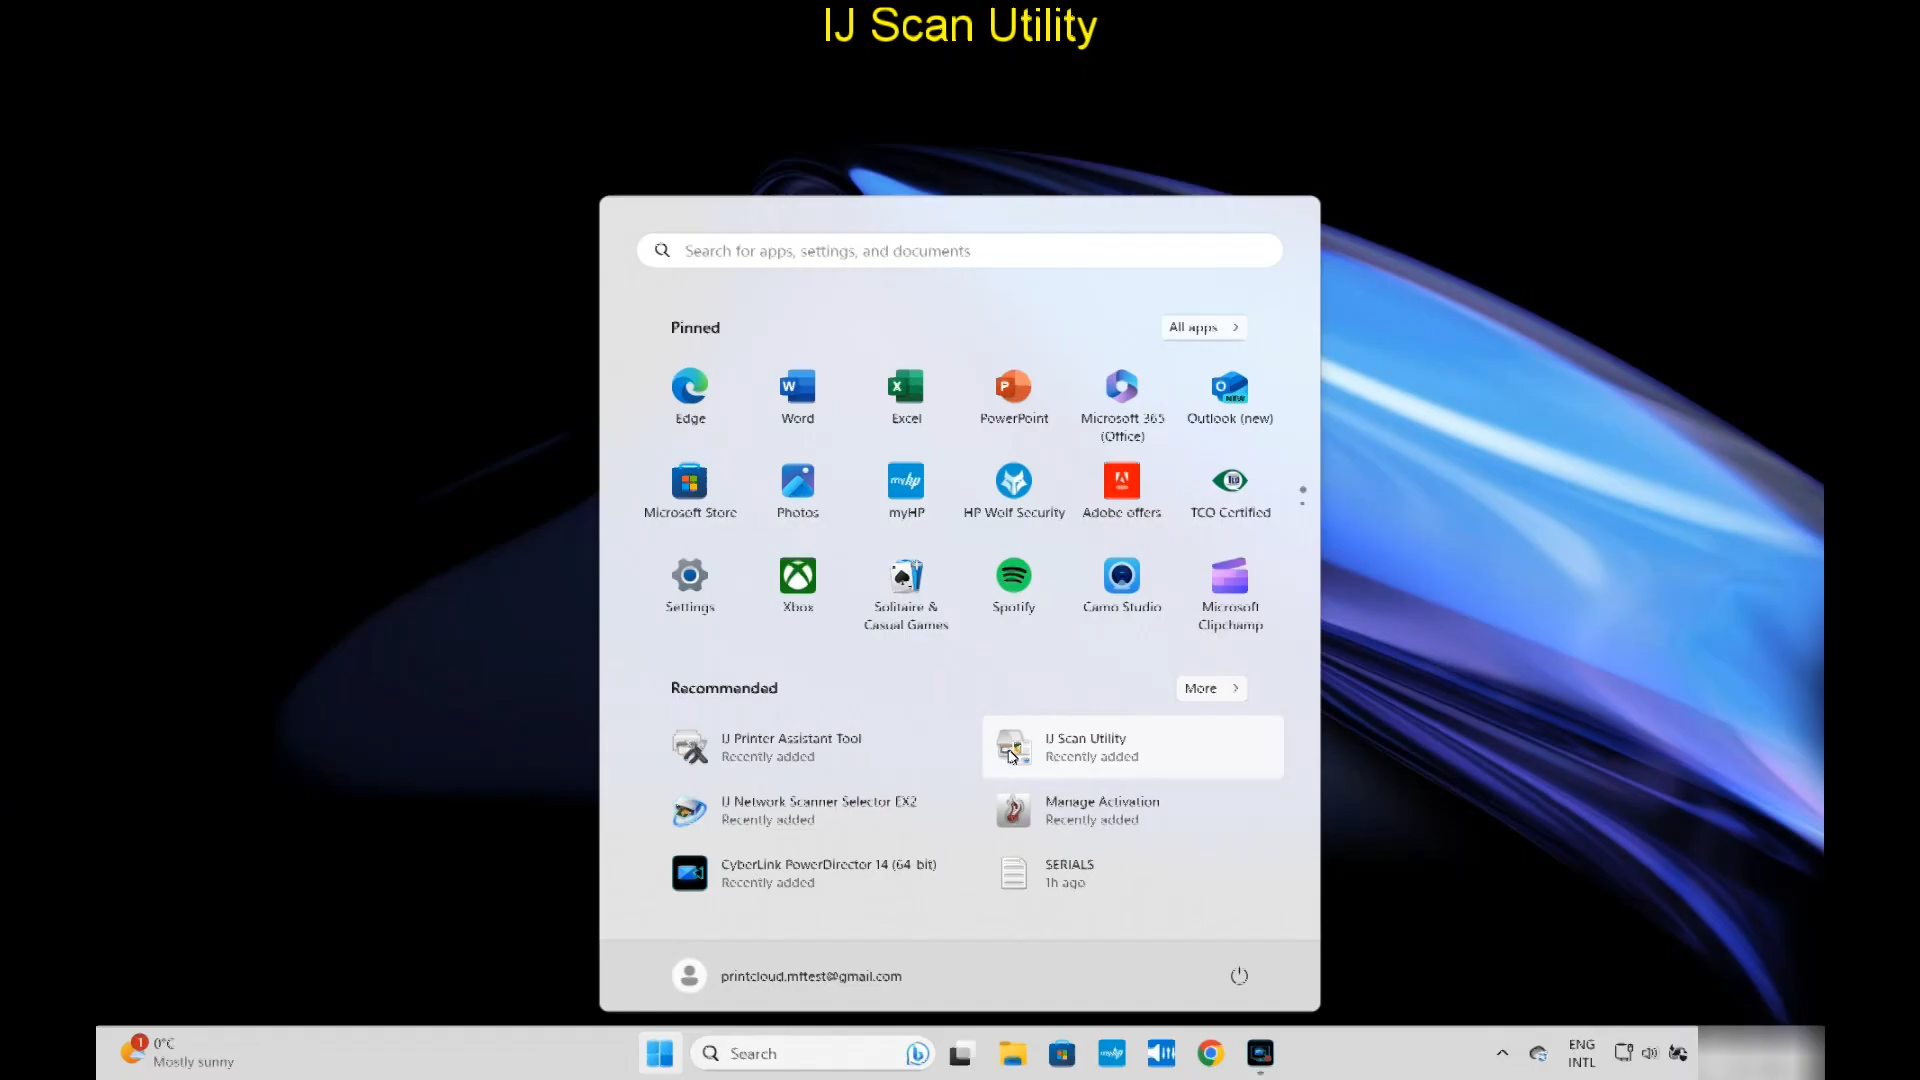 IJ Scan Utility
Search for apps, settings, and documents
Pinned
All apps
Edge
Word
Excel
PowerPoint
Microsoft 365
(Office)
Outlook (new)
Microsoft Store
Photos
myHP
HP Wolf Security
Adobe offers
TCO Certified
Settings
Xbox
Solitaire &
Casual Games
Spotify
Camo Studio
Microsoft
Clipchamp
Recommended
More
IJ Printer Assistant Tool
Recently added
IJ Scan Utility
Recently added
IJ Network Scanner Selector EX2
Recently added
Manage Activation
Recently added
CyberLink PowerDirector 14 (64-bit)
Recently added
SERIALS
1h ago
printcloud.mftest@gmail.com
1
0°C
Mostly sunny
Search
ENG
INTL